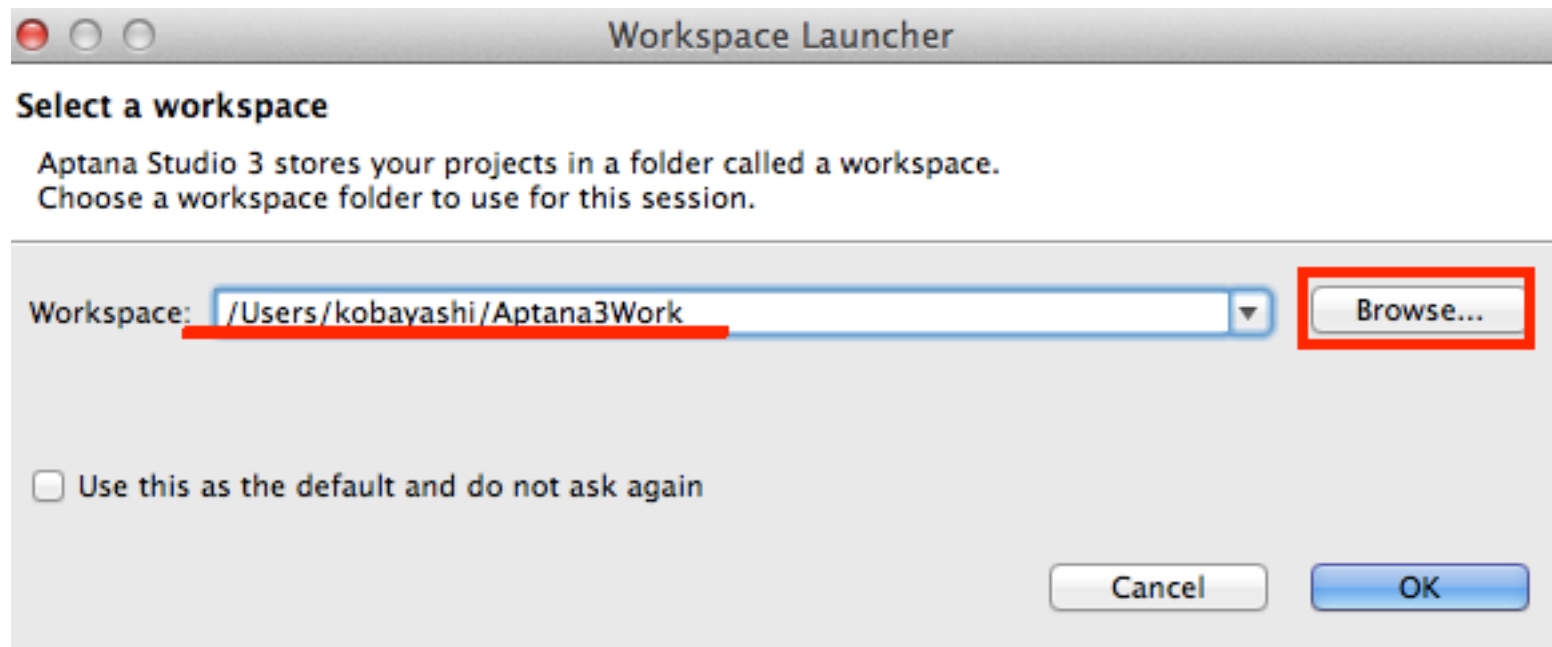 Workspace Launcher
Select a workspace
Aptana Studio 3 stores your projects in a folder called a workspace.
Choose a workspace folder to use for this session.
Workspace: /Users/kobayashi/Aptana3Work Browse...
Use this as the default and do not ask again
Cancel OK